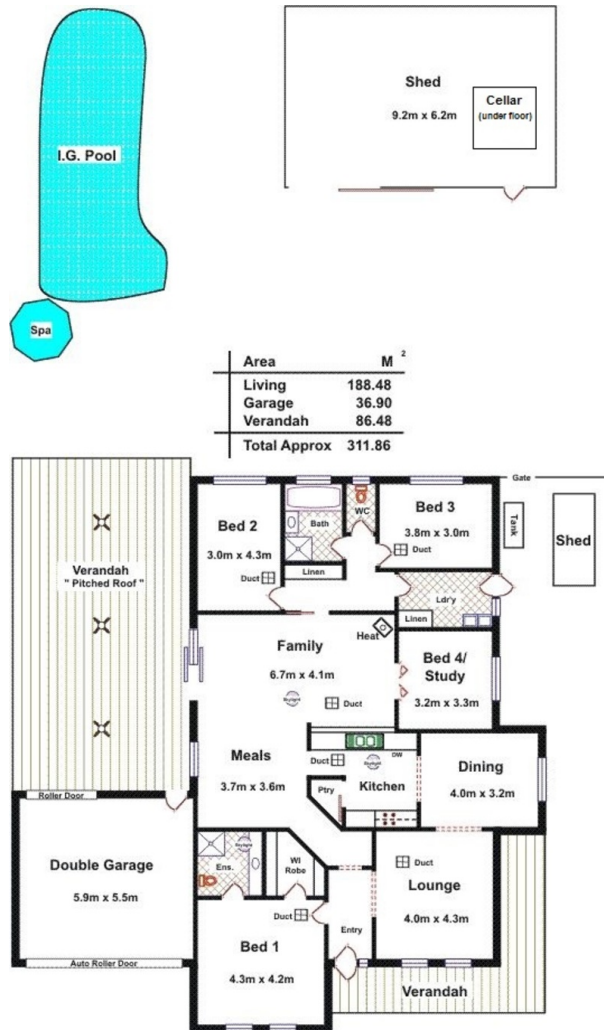 Shed
9.2m x 6.2m
Cellar
(under floor)
I.G. Pool
Spa
Area M 2
Living 188.48
Garage 36.90
Verandah 86.48
Total Approx 311.86
Gate
Bed 2
3.0m x 4.3m
Duct
Bath
WC
Bed 3
3.8m x 3.0m
Duct
Tank
Shed
Verandah
" Pitched Roof "
Linen
Ldr'y
Linen
Family
6.7m x 4.1m
Heat
Skylight
Duct
Bed 4/
Study
3.2m x 3.3m
Meals
3.7m x 3.6m
Duct
DW
Skylight
Kitchen
Ptry
Dining
4.0m x 3.2m
Roller Door
Double Garage
5.9m x 5.5m
Auto Roller Door
Skylight
Ens.
WI
Robe
Duct
Lounge
4.0m x 4.3m
Duct
Entry
Bed 1
4.3m x 4.2m
Verandah